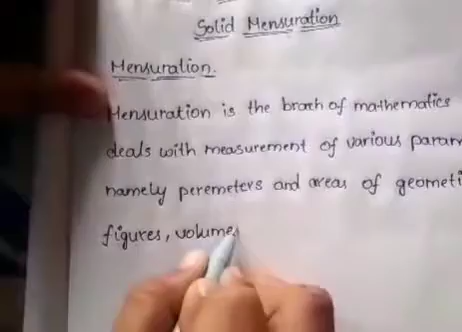 Solid Mensuration
Mensuration.
Mensuration is the brach of mathematics
deals with measurement of various param
namely peremeters and areas of geometi
figures, volume